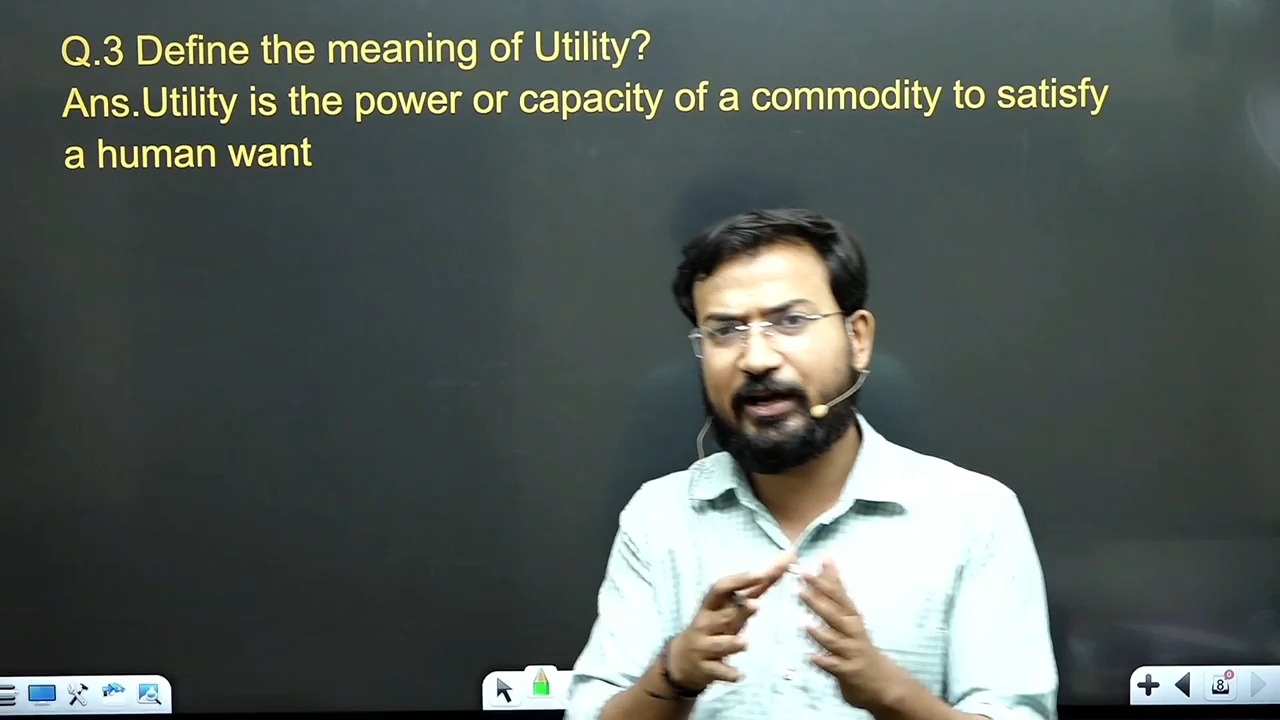 Q.3 Define the meaning of Utility?
Ans.Utility is the power or capacity of a commodity to satisfy
a human want
8